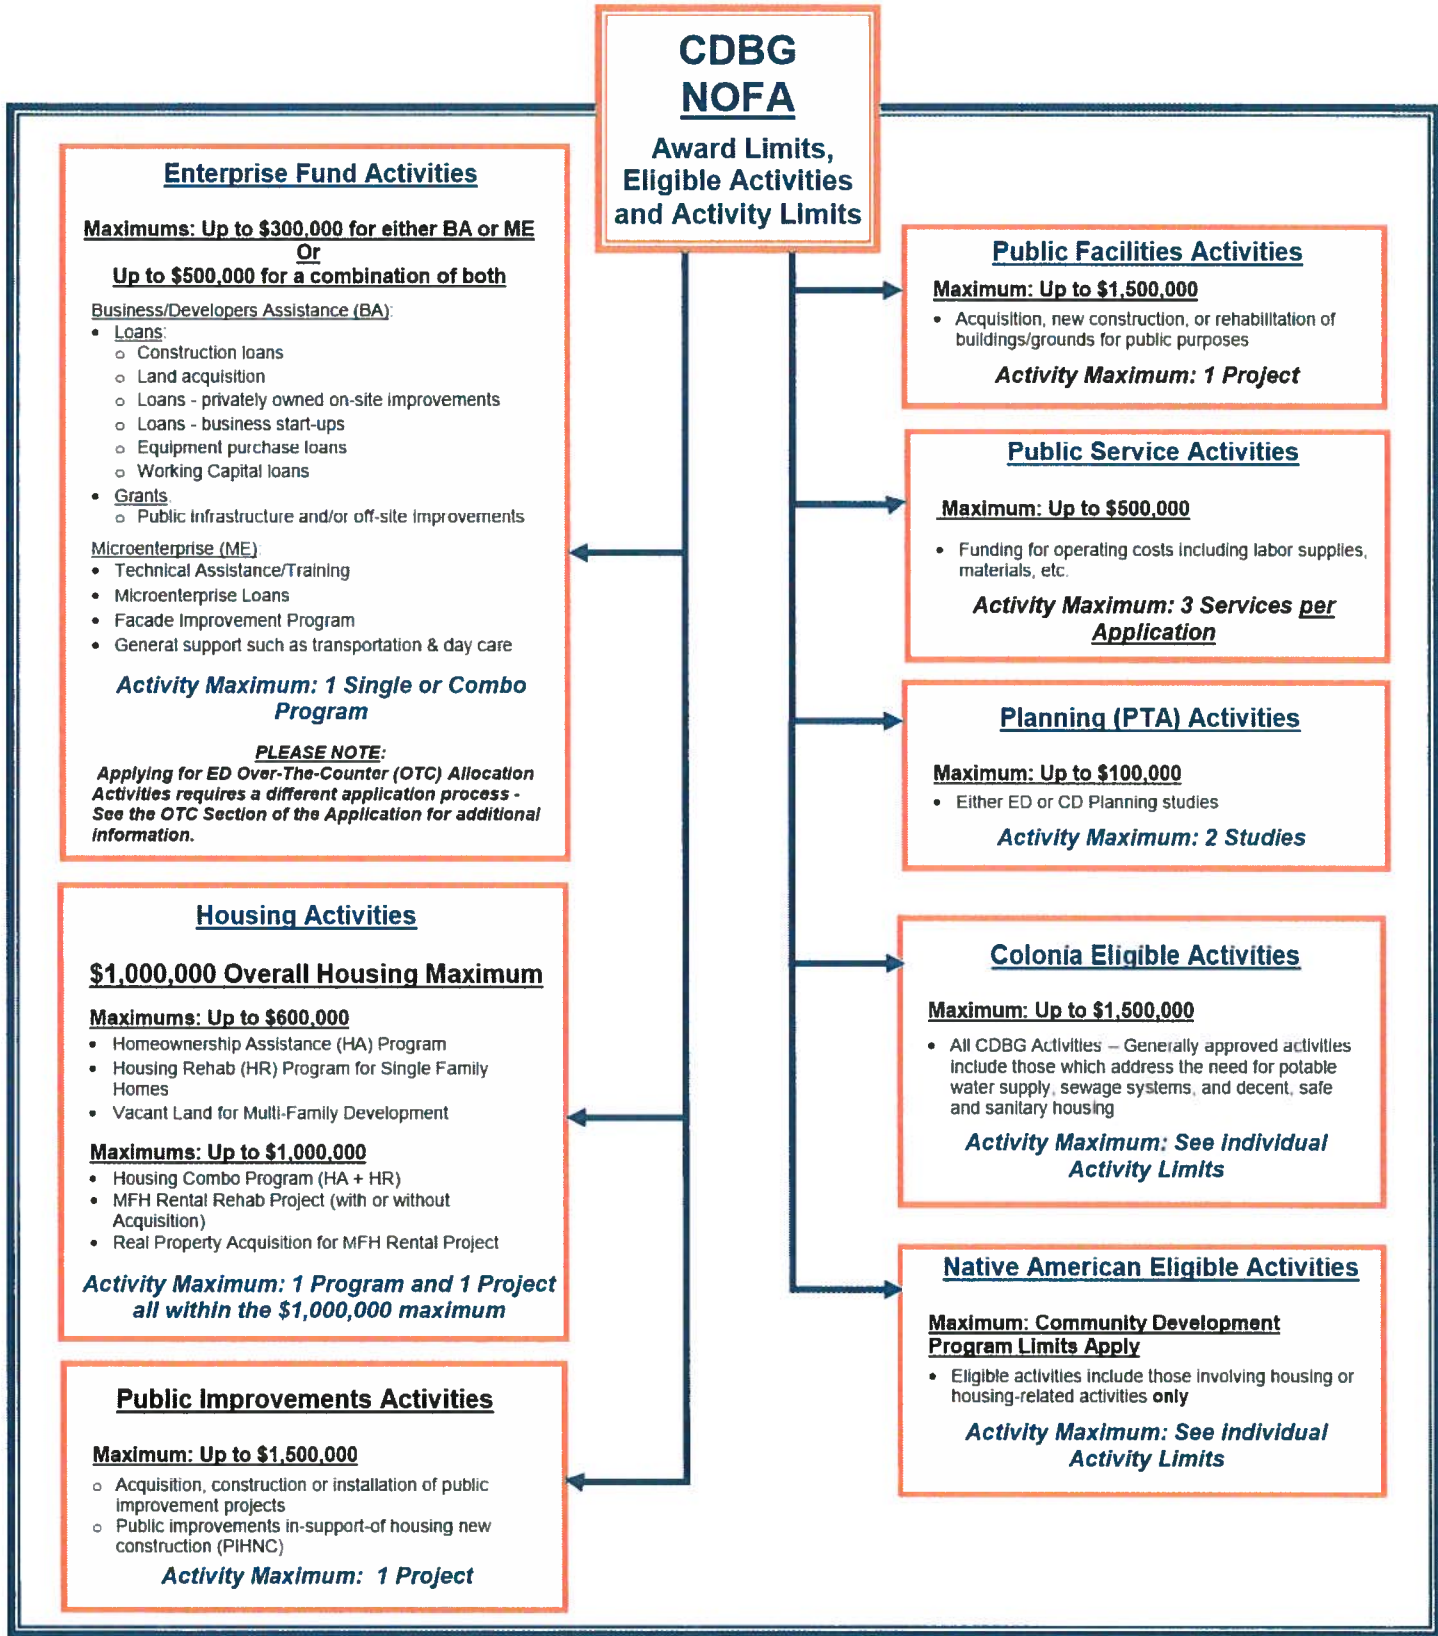 CDBG
NOFA
Award Limits,
Eligible Activities
and Activity Limits
Enterprise Fund Activities
Maximums: Up to $300,000 for either BA or ME
Or
Up to $500,000 for a combination of both
Business/Developers Assistance (BA):
• Loans:
o Construction loans
o Land acquisition
o Loans - privately owned on-site improvements
o Loans - business start-ups
o Equipment purchase loans
o Working Capital loans
• Grants.
o Public infrastructure and/or off-site improvements
Microenterprise (ME):
• Technical Assistance/Training
• Microenterprise Loans
• Facade Improvement Program
• General support such as transportation & day care
Activity Maximum: 1 Single or Combo
Program
PLEASE NOTE:
Applying for ED Over-The-Counter (OTC) Allocation
Activities requires a different application process -
See the OTC Section of the Application for additional
information.
Housing Activities
$1,000,000 Overall Housing Maximum
Maximums: Up to $600,000
• Homeownership Assistance (HA) Program
• Housing Rehab (HR) Program for Single Family
Homes
• Vacant Land for Multi-Family Development
Maximums: Up to $1,000,000
• Housing Combo Program (HA + HR)
• MFH Rental Rehab Project (with or without
Acquisition)
• Real Property Acquisition for MFH Rental Project
Activity Maximum: 1 Program and 1 Project
all within the $1,000,000 maximum
Public Improvements Activities
Maximum: Up to $1,500,000
o Acquisition, construction or installation of public
improvement projects
o Public improvements in-support-of housing new
construction (PIHNC)
Activity Maximum: 1 Project
Public Facilities Activities
Maximum: Up to $1,500,000
• Acquisition, new construction, or rehabilitation of
buildings/grounds for public purposes
Activity Maximum: 1 Project
Public Service Activities
Maximum: Up to $500,000
• Funding for operating costs including labor supplies,
materials, etc.
Activity Maximum: 3 Services per
Application
Planning (PTA) Activities
Maximum: Up to $100,000
• Either ED or CD Planning studies
Activity Maximum: 2 Studies
Colonia Eligible Activities
Maximum: Up to $1,500,000
• All CDBG Activities – Generally approved activities
include those which address the need for potable
water supply, sewage systems, and decent, safe
and sanitary housing
Activity Maximum: See individual
Activity Limits
Native American Eligible Activities
Maximum: Community Development
Program Limits Apply
• Eligible activities include those involving housing or
housing-related activities only
Activity Maximum: See individual
Activity Limits